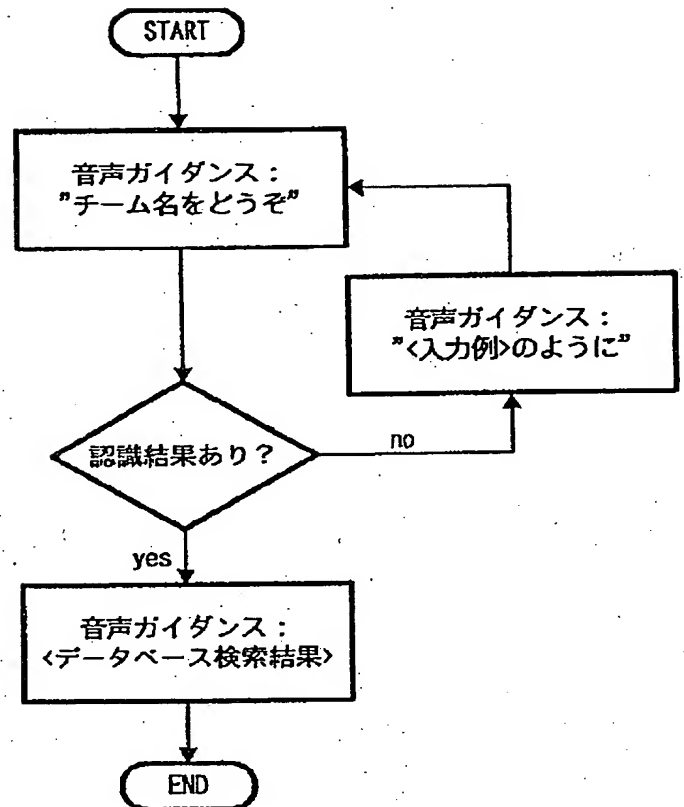 START
音声ガイダンス：
"チーム名をどうぞ"
音声ガイダンス：
"<入力例>のように"
認識結果あり？
no
yes
音声ガイダンス：
<データベース検索結果>
END